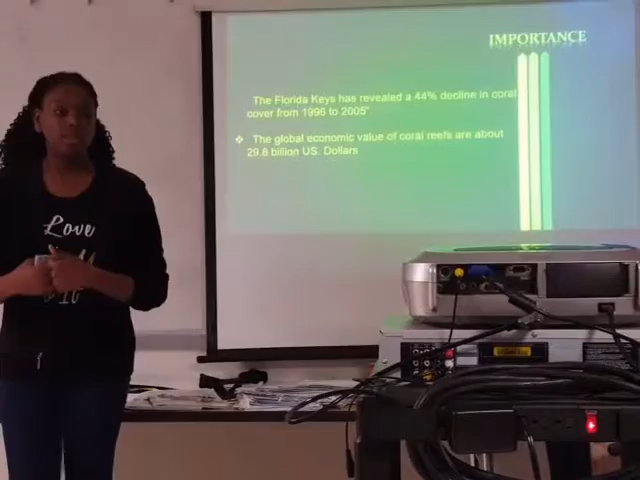 IMPORTANCE
The Florida Keys has revealed a 44% decline in coral
cover from 1996 to 2005"
The global economic value of coral reefs are about
29.8 Billion U.S. Dollars
Love
It